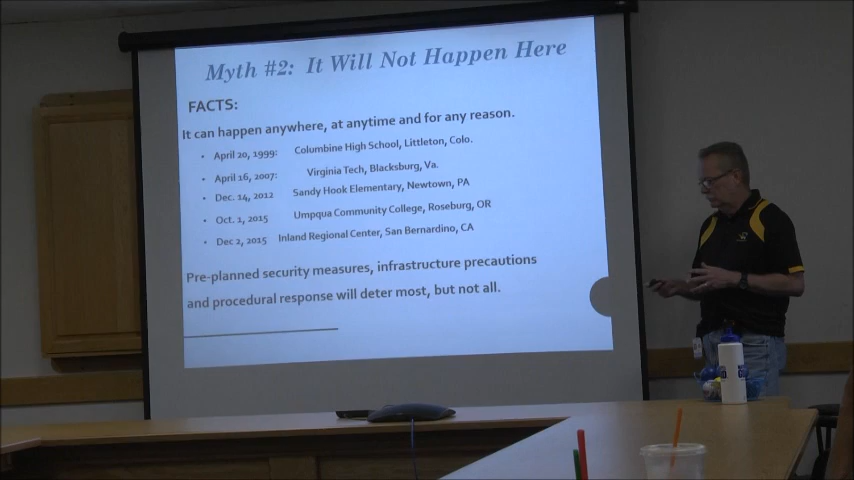 Myth #2: It Will Not Happen Here
FACTS:
It can happen anywhere, at anytime and for any reason.
• April 20, 1999: Columbine High School, Littleton, Colo.
• April 16, 2007: Virginia Tech, Blacksburg, Va.
• Dec. 14, 2012 Sandy Hook Elementary, Newtown, PA
• Oct. 1, 2015 Umpqua Community College, Roseburg, OR
• Dec 2, 2015 Inland Regional Center, San Bernardino, CA
Pre-planned security measures, infrastructure precautions
and procedural response will deter most, but not all.